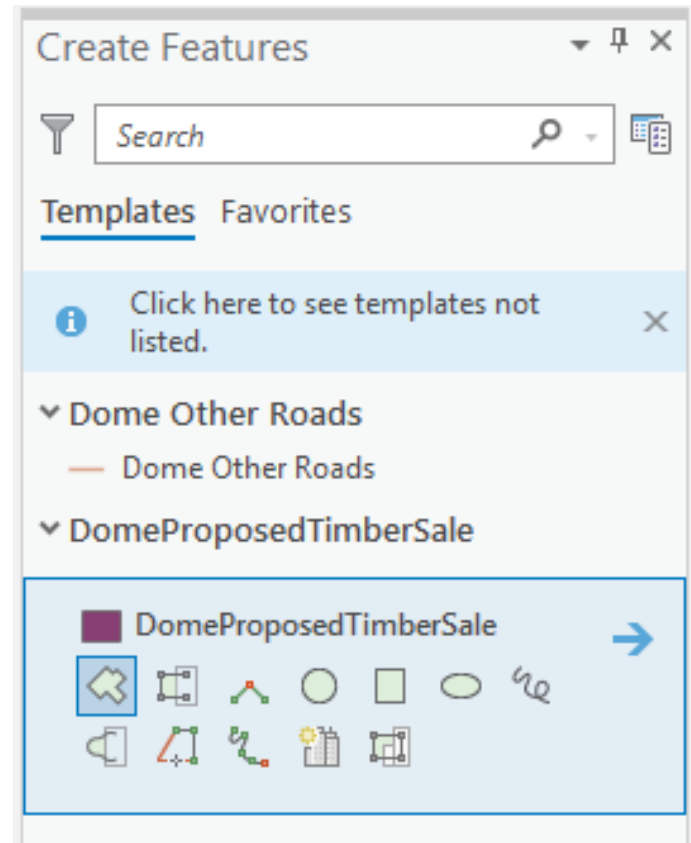 Create Features
Search
Templates Favorites
Click here to see templates not
listed.
Dome Other Roads
Dome Other Roads
DomeProposedTimberSale
DomeProposedTimberSale